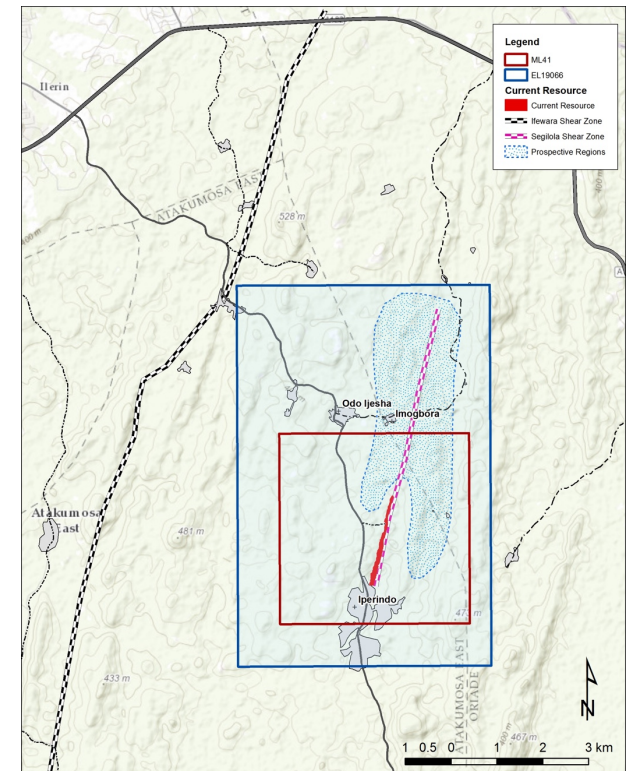 A Legend
ML41
EL19066
Current Resource
Current Resource
Ifewara Shear Zone
Segilola Shear Zone
Prospective Regions
Ilerin
ATAKUMOSA EAST
528 m
400 m
A
Odo Ijesha
Imogbora
Atakumosa
East
481 m
Iperindo
473 m
433 m
ATAKUMOSA EAST
ORIADE
467 m
N
1 0.5 0 1 2 3 km